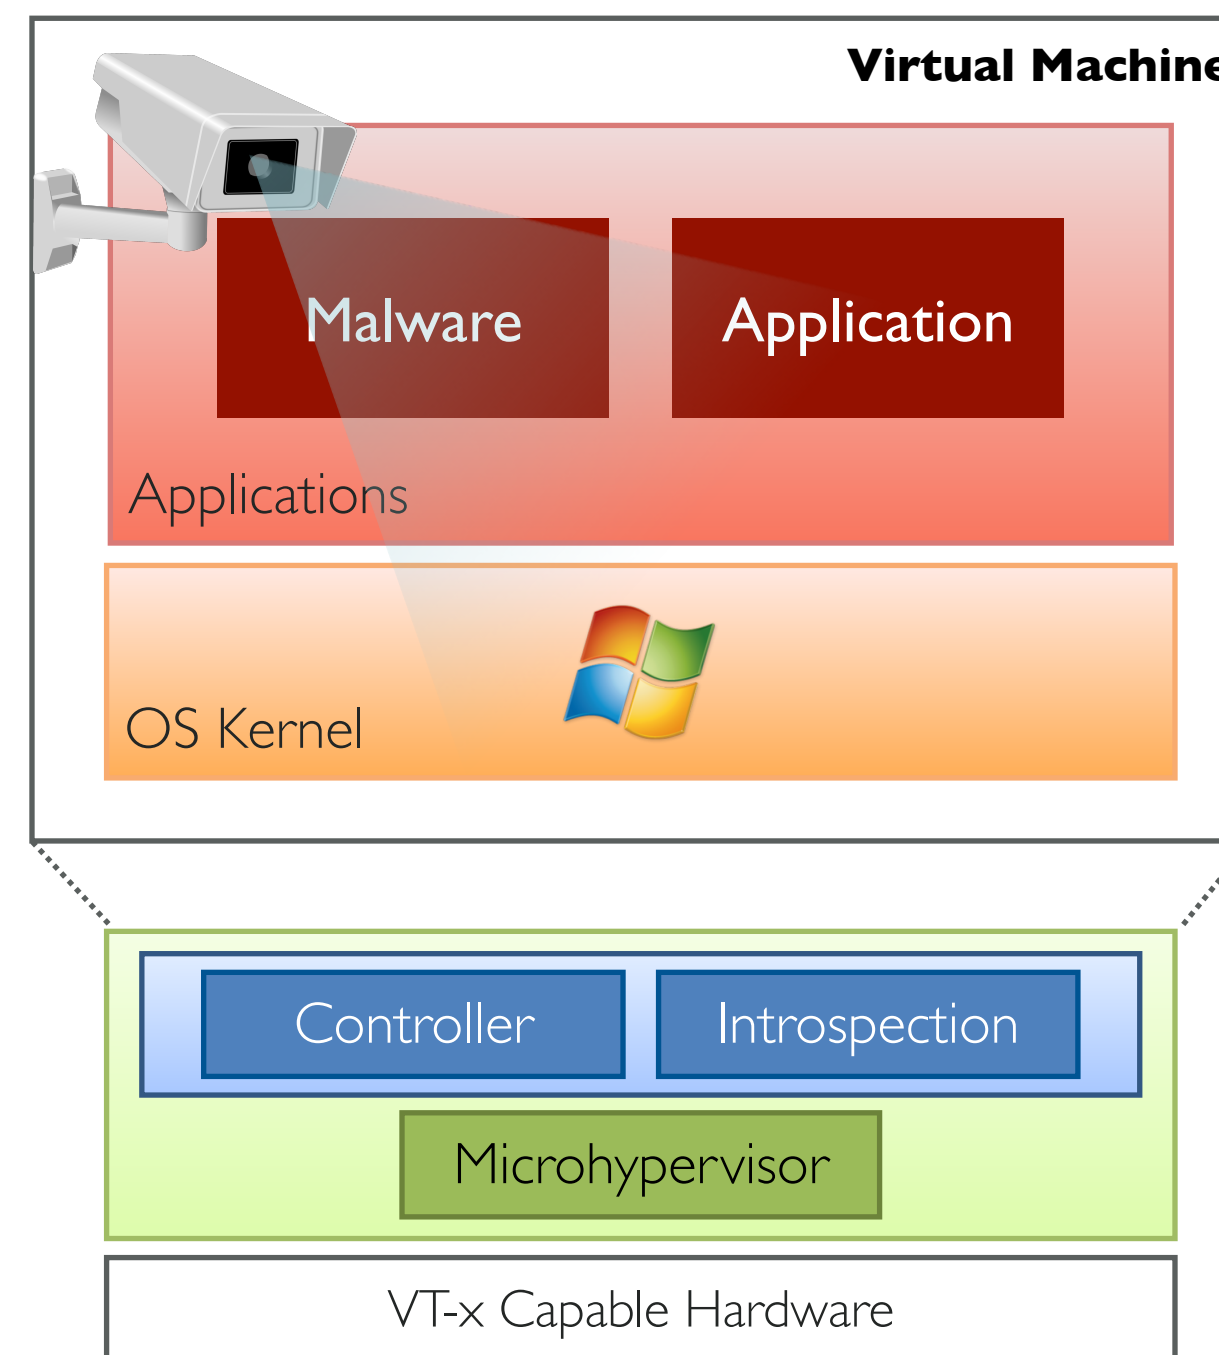 Virtual Machine
Malware
Application
Applications
OS Kernel
Controller
Introspection
Microhypervisor
VT-x Capable Hardware